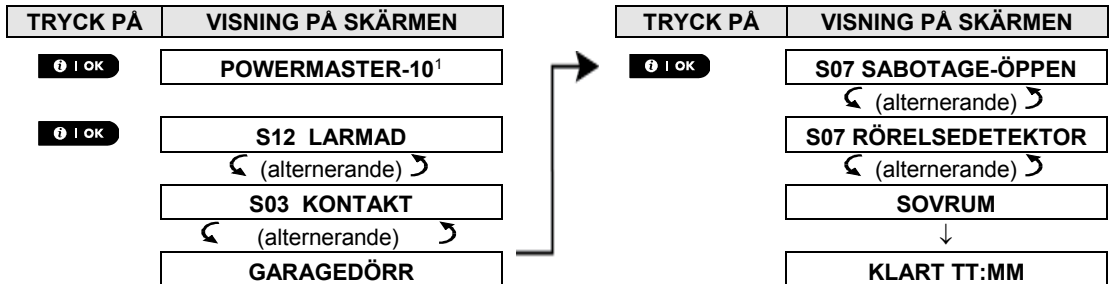 TRYCK PÅ VISNING PÅ SKÄRMEN
i | OK POWERMASTER-10¹
i | OK S12 LARMAD
(alternerande)
S03 KONTAKT
(alternerande)
GARAGEDÖRR
TRYCK PÅ VISNING PÅ SKÄRMEN
i | OK S07 SABOTAGE-ÖPPEN
(alternerande)
S07 RÖRELSEDETEKTOR
(alternerande)
SOVRUM
↓
KLART TT:MM